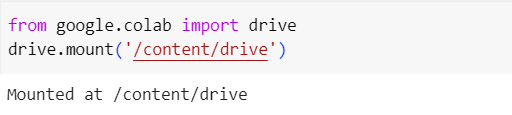 from google.colab import drive
drive.mount('/content/drive')
Mounted at /content/drive